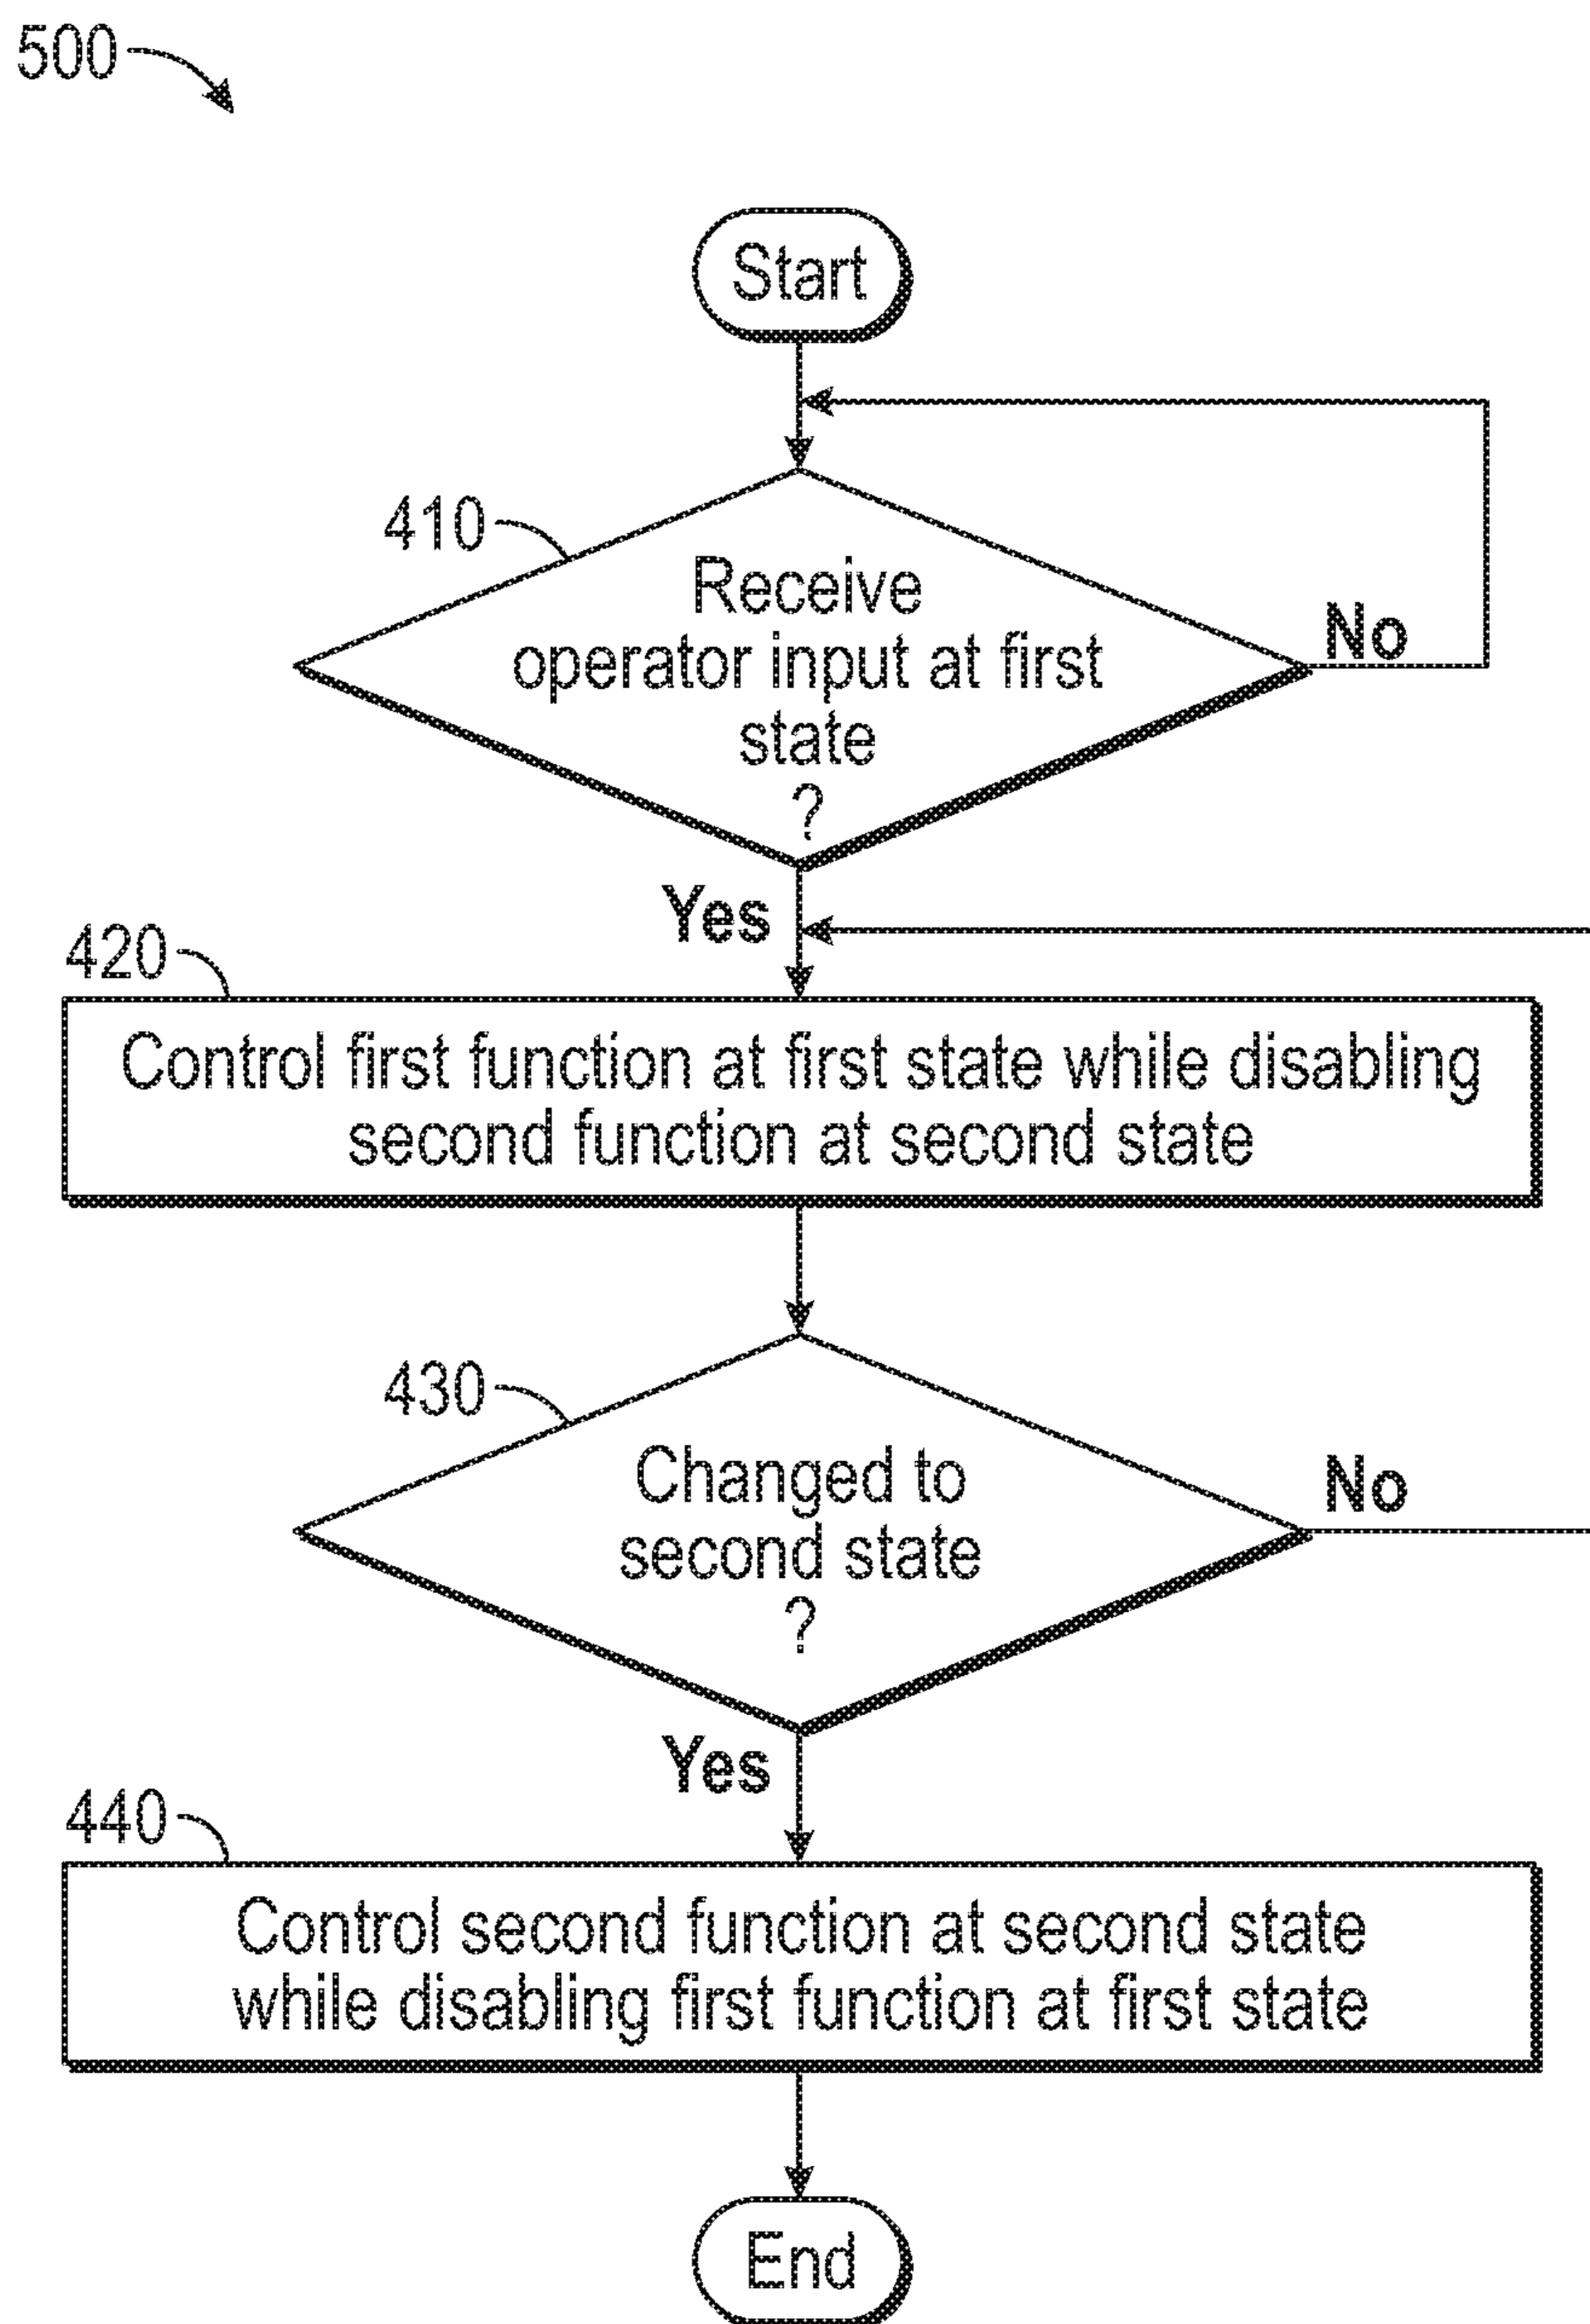 500
Start
410
Receive
operator input at first
state
?
No
Yes
420
Control first function at first state while disabling
second function at second state
430
Changed to
second state
?
No
Yes
440
Control second function at second state
while disabling first function at first state
End